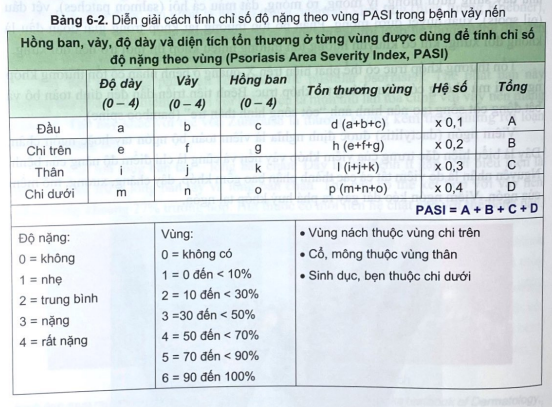 Bảng 6-2. Diễn giải cách tính chỉ số độ nặng theo vùng PASI trong bệnh vảy nến
Hồng ban, vảy, độ dày và diện tích tổn thương ở từng vùng được dùng để tính chỉ số
độ nặng theo vùng (Psoriasis Area Severity Index, PASI)
Độ dày (0 – 4) Vảy (0 – 4) Hồng ban (0 – 4) Tổn thương vùng Hệ số Tổng
Đầu a b c d (a+b+c) x 0,1 A
Chi trên e f g h (e+f+g) x 0,2 B
Thân i j k l (i+j+k) x 0,3 C
Chi dưới m n o p (m+n+o) x 0,4 D
PASI = A + B + C + D
Độ nặng:
0 = không
1 = nhẹ
2 = trung bình
3 = nặng
4 = rất nặng
Vùng:
0 = không có
1 = 0 đến < 10%
2 = 10 đến < 30%
3 =30 đến < 50%
4 = 50 đến < 70%
5 = 70 đến < 90%
6 = 90 đến 100%
• Vùng nách thuộc vùng chi trên
• Cổ, mông thuộc vùng thân
• Sinh dục, bẹn thuộc chi dưới